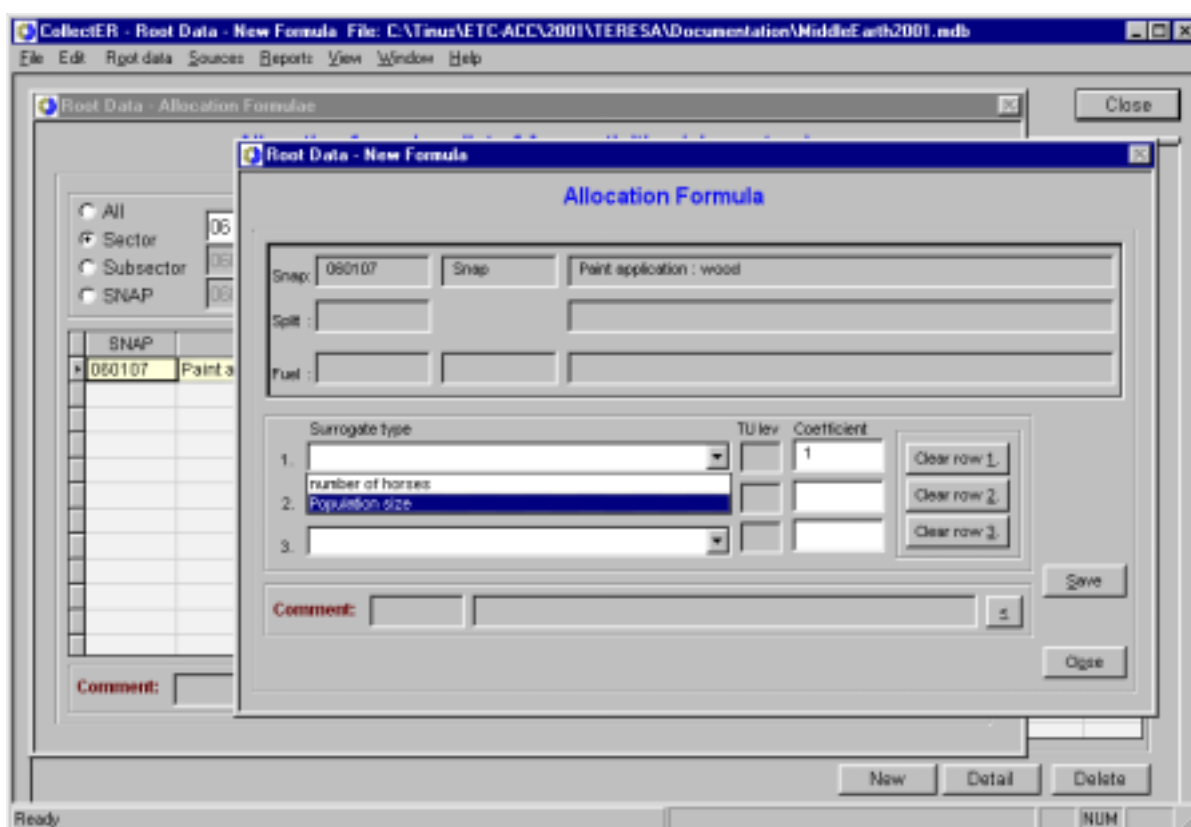 CollectER - Root Data - New Formula File: C:\Tinus\ETC-ACC\2001\TERESA\Documentation\MiddleEarth2001.mdb
File Edit Root data Sources Reports View Window Help
Root Data - Allocation Formulae
Close
Root Data - New Formula
Allocation Formula
All
Sector 06
Subsector 060
SNAP 060
Snap: 060107 Snap Paint application : wood
Split :
Fuel :
SNAP
060107 Paint a
Surrogate type TU lev Coefficient
1. 1 Clear row 1.
number of horses
2. Population size Clear row 2.
3. Clear row 3.
Save
Comment: <
Close
Comment:
New Detail Delete
Ready NUM